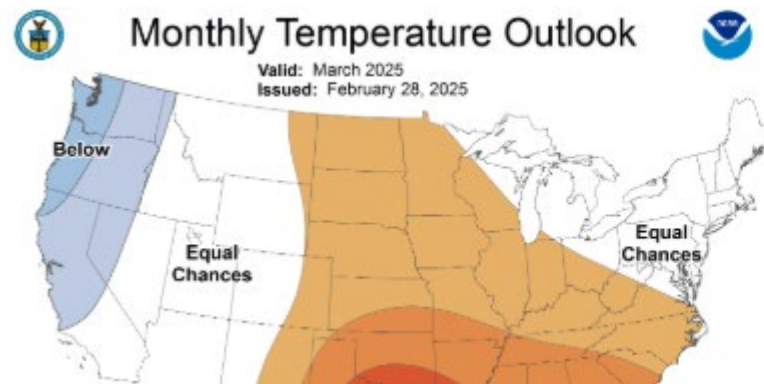 Monthly Temperature Outlook
Valid: March 2025
Issued: February 28, 2025
Below
Equal
Chances
Equal
Chances